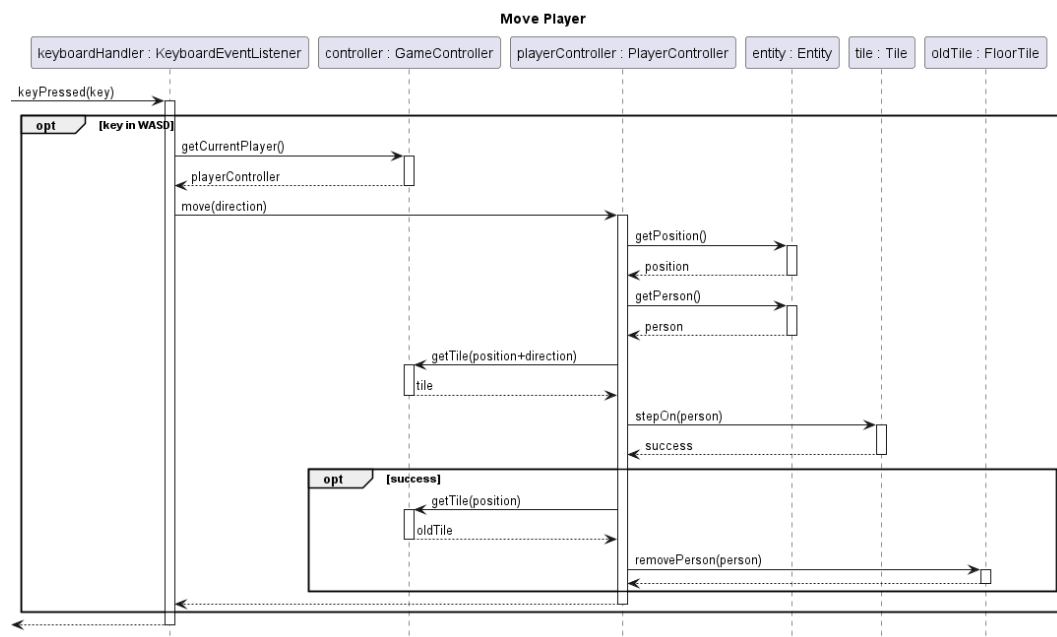 Move Player
keyboardHandler : KeyboardEventListener
controller : GameController
playerController : PlayerController
entity : Entity
tile : Tile
oldTile : FloorTile
keyPressed(key)
opt [key in WASD]
getCurrentPlayer()
playerController
move(direction)
getPosition()
position
getPerson()
person
getTile(position+direction)
tile
stepOn(person)
success
opt [success]
getTile(position)
oldTile
removePerson(person)